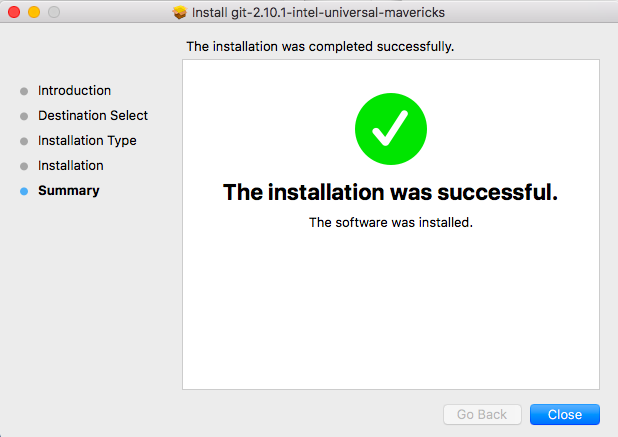 Install git-2.10.1-intel-universal-mavericks
The installation was completed successfully.
Introduction
Destination Select
Installation Type
Installation
Summary
The installation was successful.
The software was installed.
Go Back
Close